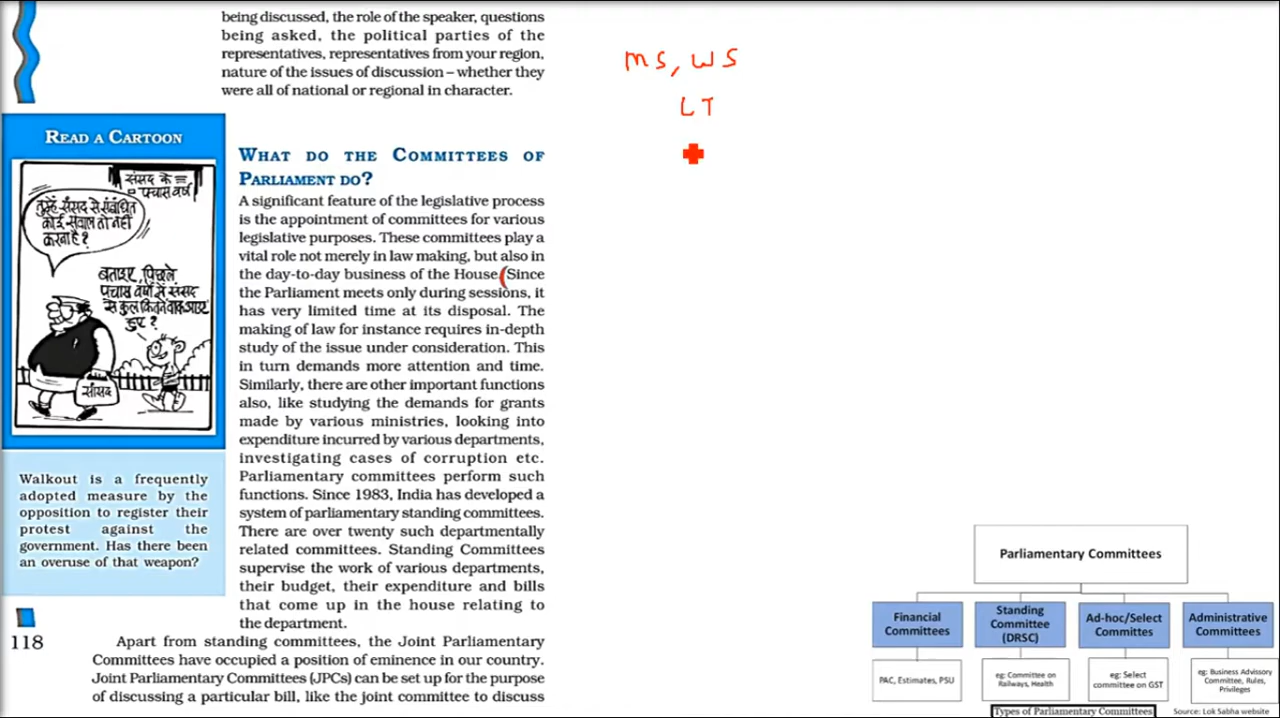 being discussed, the role of the speaker, questions
being asked, the political parties of the
representatives, representatives from your region,
nature of the issues of discussion – whether they
were all of national or regional in character.
MS, WS
LT
READ A CARTOON
संसद के
पचास वर्ष
तुम्हें संसद से संबंधित
कोई सवाल तो नहीं
करना है?
बताइए, पिछले
पचास वर्षों में संसद
से कुल कितने वाकआउट
हुए?
सांसद
Walkout is a frequently
adopted measure by the
opposition to register their
protest against the
government. Has there been
an overuse of that weapon?
118
WHAT DO THE COMMITTEES OF
PARLIAMENT DO?
A significant feature of the legislative process
is the appointment of committees for various
legislative purposes. These committees play a
vital role not merely in law making, but also in
the day-to-day business of the House. (Since
the Parliament meets only during sessions, it
has very limited time at its disposal. The
making of law for instance requires in-depth
study of the issue under consideration. This
in turn demands more attention and time.
Similarly, there are other important functions
also, like studying the demands for grants
made by various ministries, looking into
expenditure incurred by various departments,
investigating cases of corruption etc.
Parliamentary committees perform such
functions. Since 1983, India has developed a
system of parliamentary standing committees.
There are over twenty such departmentally
related committees. Standing Committees
supervise the work of various departments,
their budget, their expenditure and bills
that come up in the house relating to
the department.
Apart from standing committees, the Joint Parliamentary
Committees have occupied a position of eminence in our country.
Joint Parliamentary Committees (JPCs) can be set up for the purpose
of discussing a particular bill, like the joint committee to discuss
Parliamentary Committees
Financial
Committees
Standing
Committee
(DRSC)
Ad-hoc/Select
Committes
Administrative
Committees
PAC, Estimates, PSU
eg: Committee on
Railways, Health
eg: Select
committee on GST
eg: Business Advisory
Committee, Rules,
Privileges
Types of Parliamentary Committees
Source: Lok Sabha website